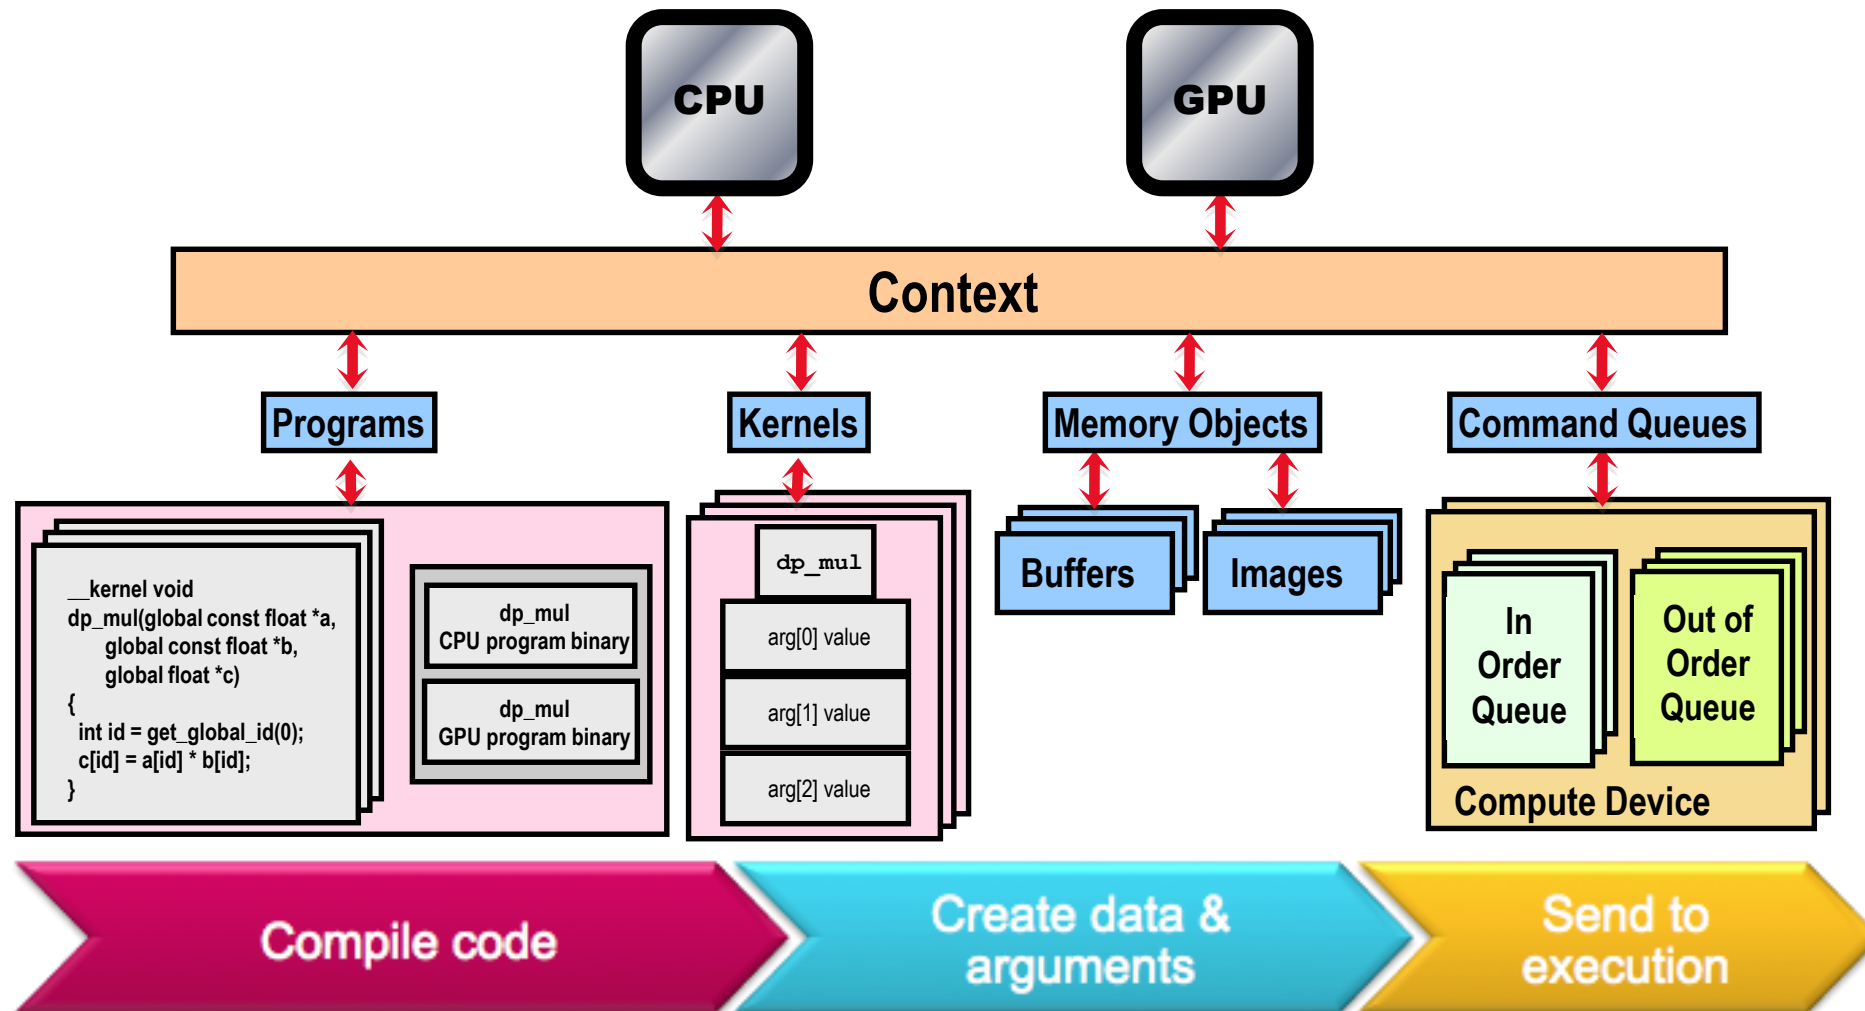 CPU
GPU
Context
Programs
Kernels
Memory Objects
Command Queues
__kernel void
dp_mul(global const float *a,
global const float *b,
global float *c)
{
int id = get_global_id(0);
c[id] = a[id] * b[id];
}
dp_mul
CPU program binary
dp_mul
GPU program binary
dp_mul
arg[0] value
arg[1] value
arg[2] value
Buffers
Images
In
Order
Queue
Out of
Order
Queue
Compute Device
Compile code
Create data &
arguments
Send to
execution